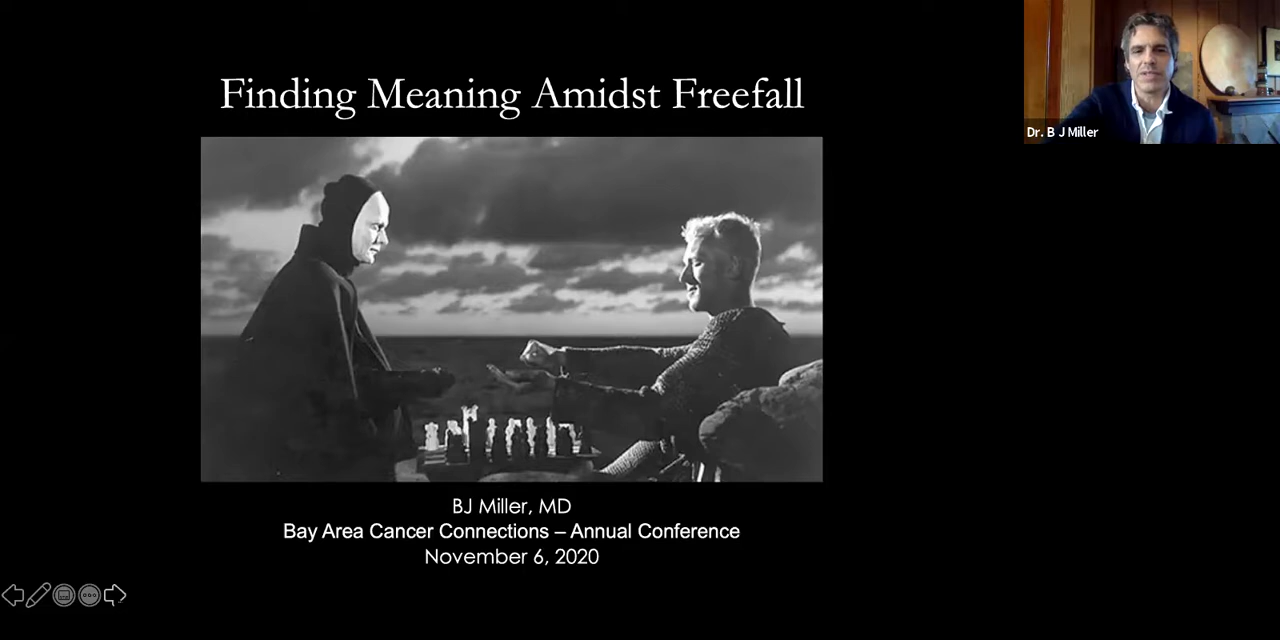 Finding Meaning Amidst Freefall
Dr. B J Miller
BJ Miller, MD
Bay Area Cancer Connections – Annual Conference
November 6, 2020